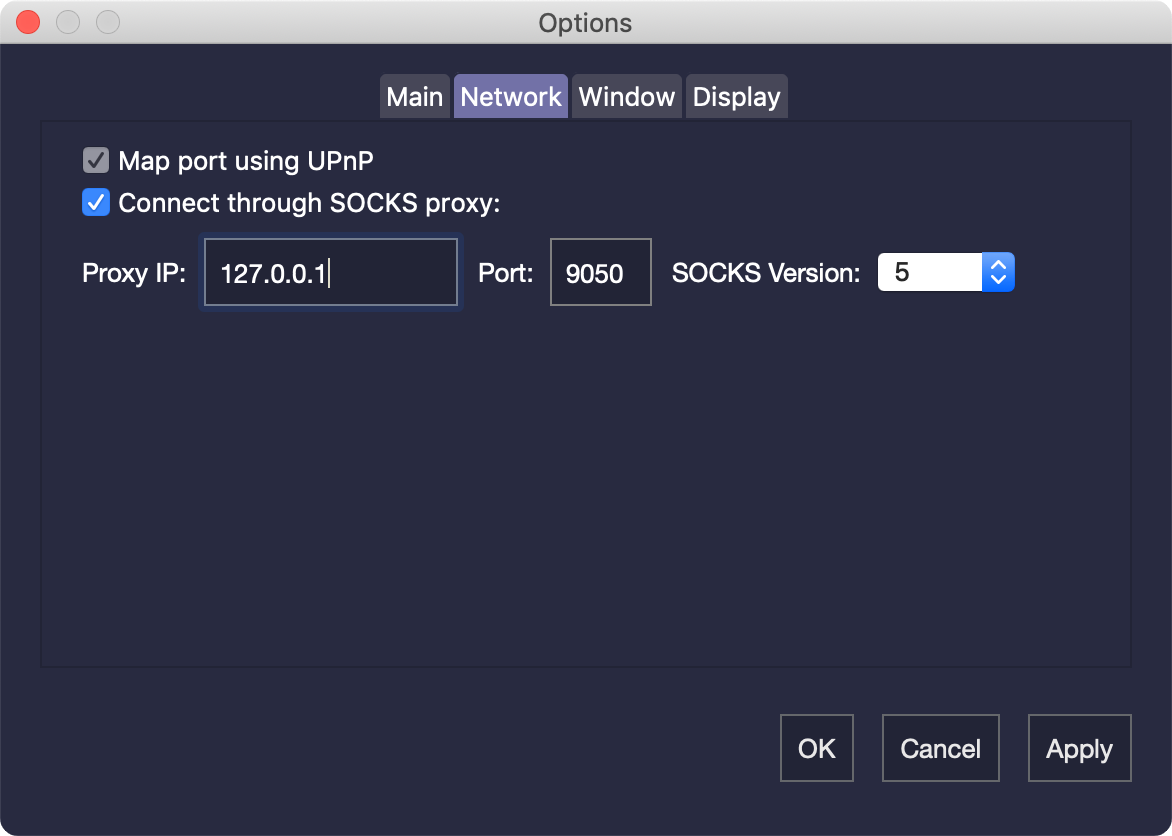 Options
Main Network Window Display
Map port using UPnP
Connect through SOCKS proxy:
Proxy IP: 127.0.0.1 Port: 9050 SOCKS Version: 5
OK Cancel Apply